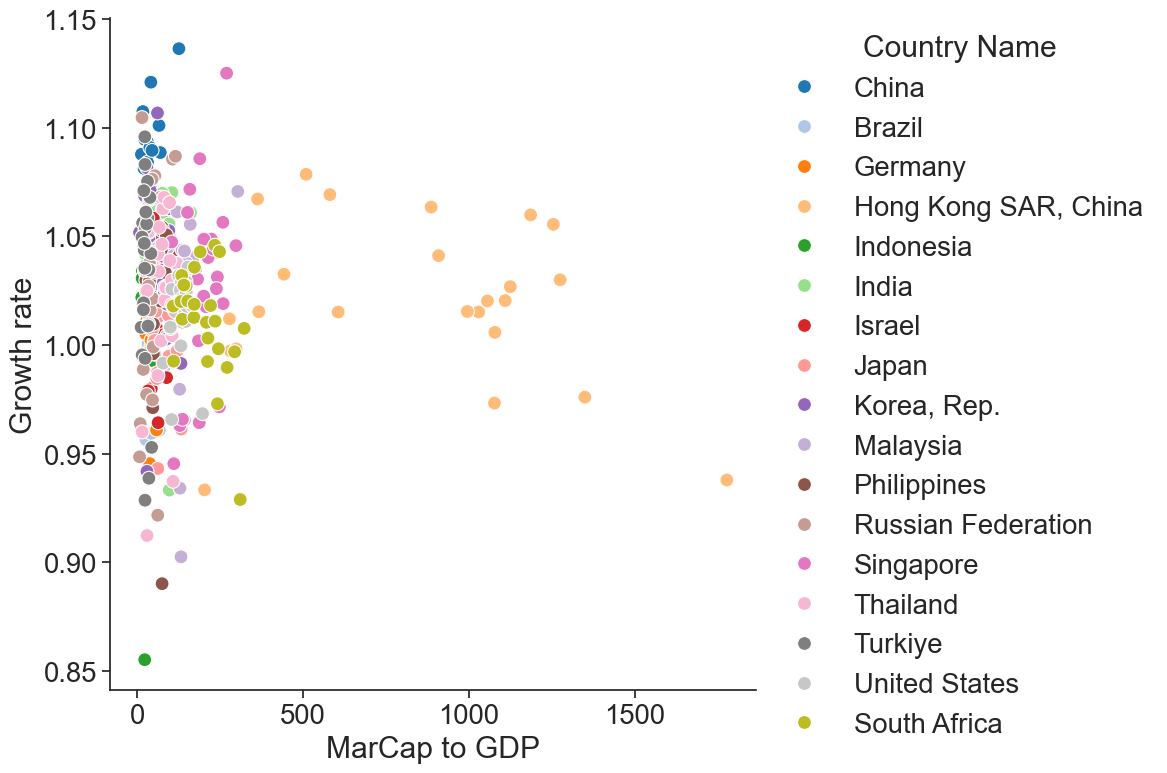 1.15
1.10
1.05
1.00
0.95
0.90
0.85
Growth rate
0
500
1000
1500
MarCap to GDP
Country Name
China
Brazil
Germany
Hong Kong SAR, China
Indonesia
India
Israel
Japan
Korea, Rep.
Malaysia
Philippines
Russian Federation
Singapore
Thailand
Turkiye
United States
South Africa